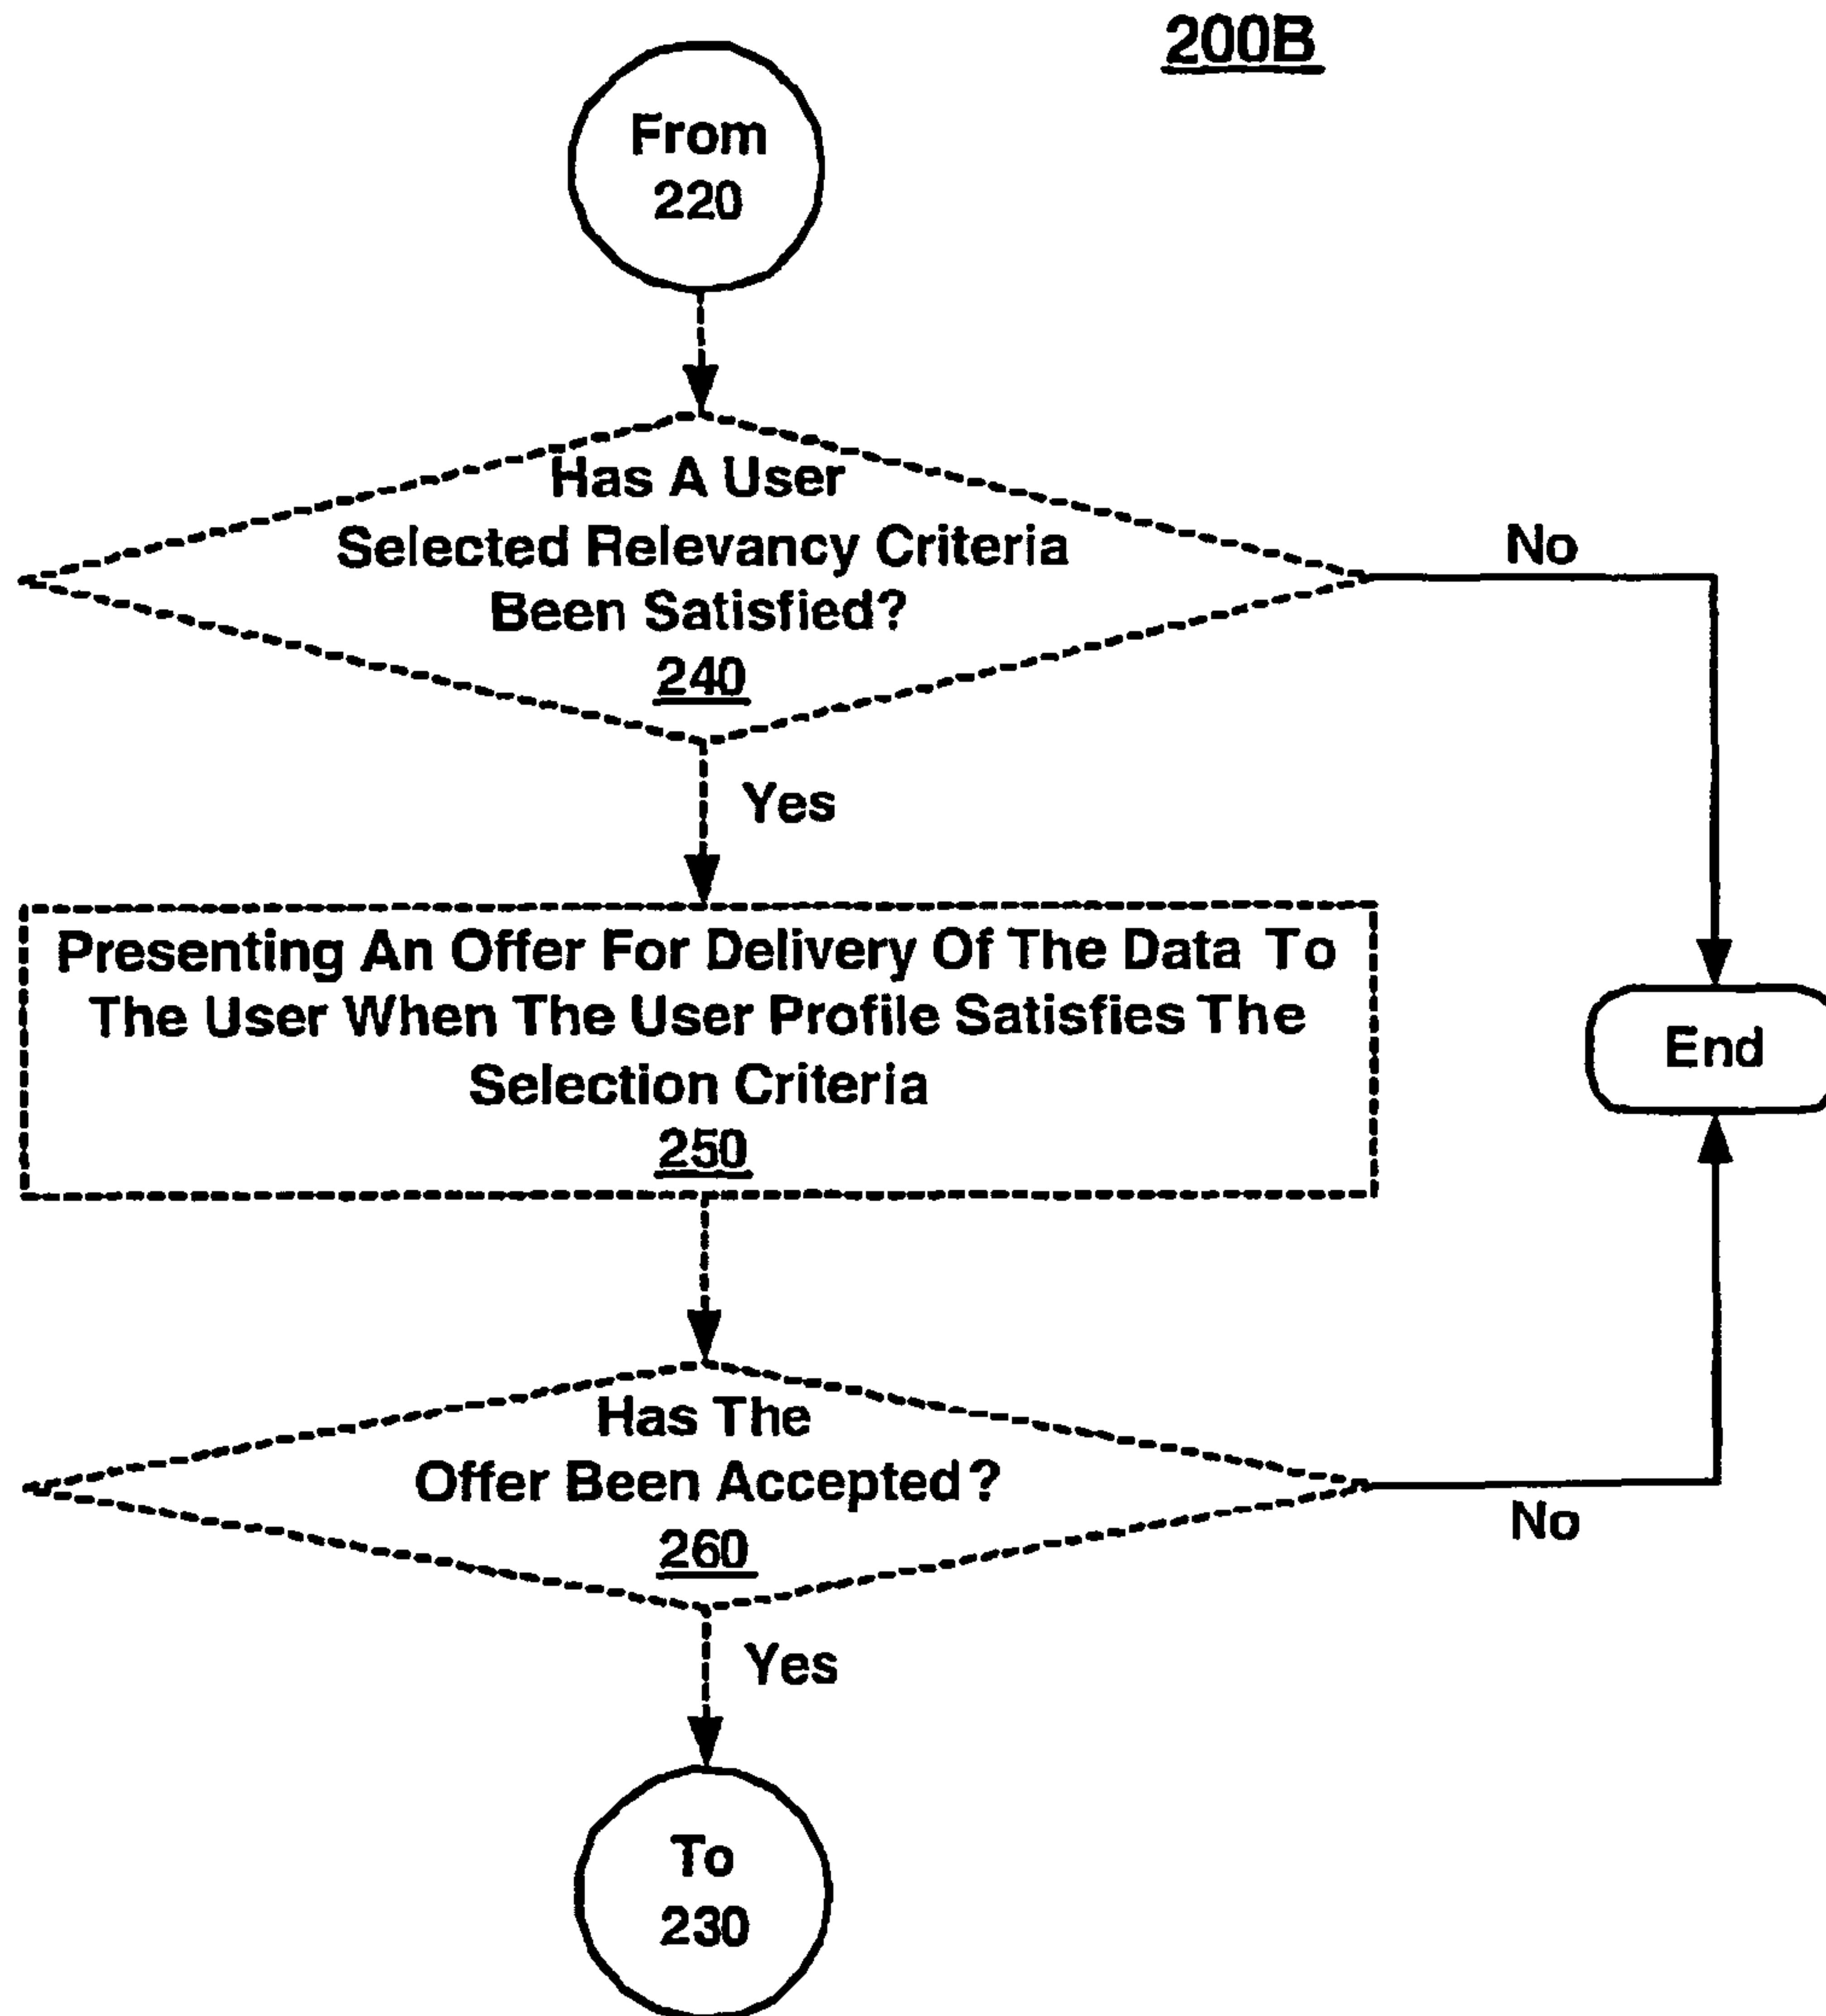 200B
From
220
Has A User
Selected Relevancy Criteria
Been Satisfied?
240
No
Yes
Presenting An Offer For Delivery Of The Data To
The User When The User Profile Satisfies The
Selection Criteria
250
End
Has The
Offer Been Accepted?
260
No
Yes
To
230